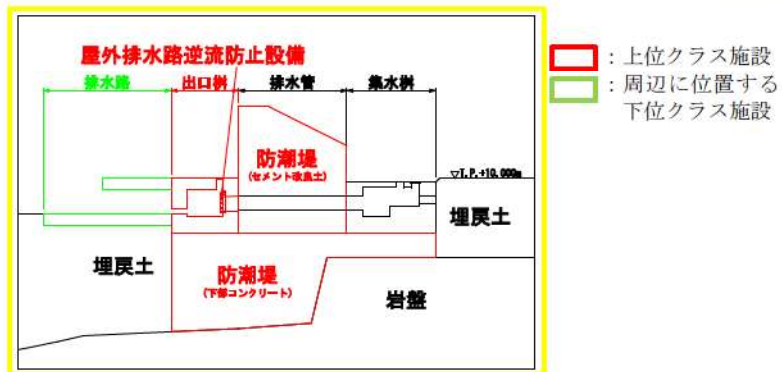 屋外排水路逆流防止設備
排水路
出口桝
排水管
集水桝
防潮堤
(セメント改良土)
▽T.P.+10.000m
埋戻土
埋戻土
防潮堤
(下部コンクリート)
岩盤
：上位クラス施設
：周辺に位置する
下位クラス施設